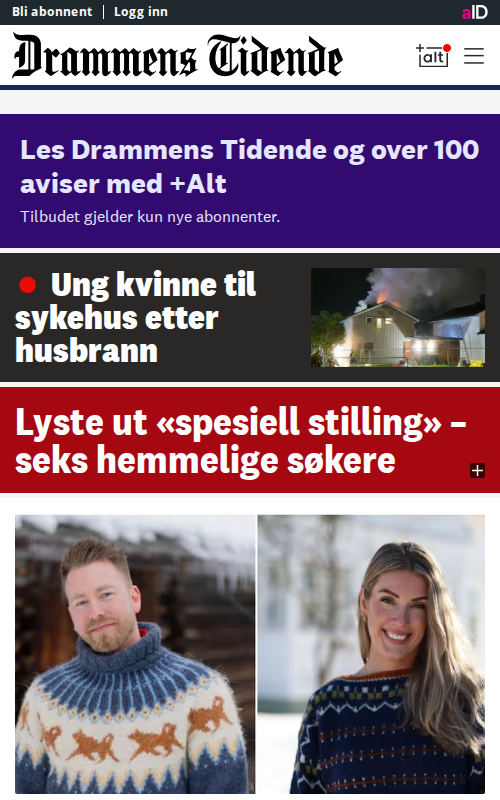 Bli abonnent | Logg inn
aID
Drammens Tidende
+alt
Les Drammens Tidende og over 100
aviser med +Alt
Tilbudet gjelder kun nye abonnenter.
Ung kvinne til
sykehus etter
husbrann
Lyste ut «spesiell stilling» –
seks hemmelige søkere